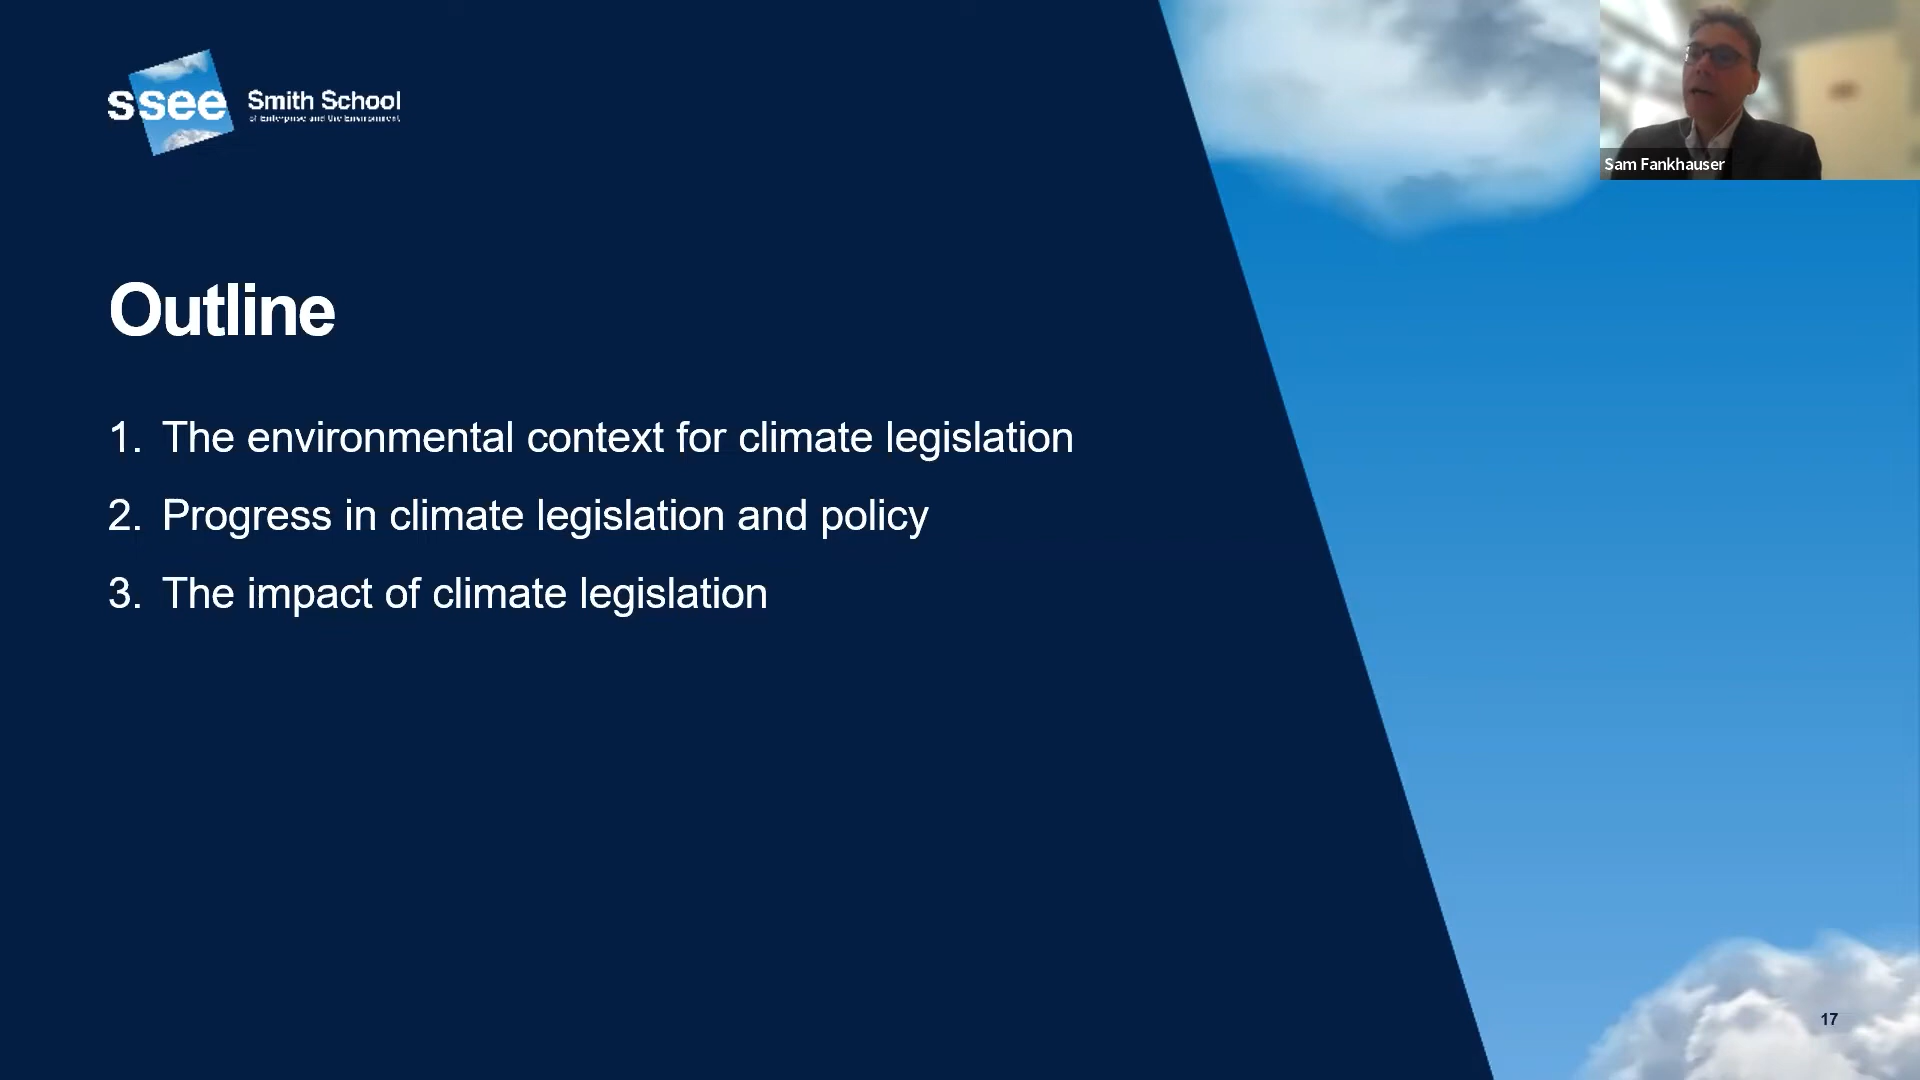 ssee
Smith School
of Enterprise and the Environment
Sam Fankhauser
Outline
1. The environmental context for climate legislation
2. Progress in climate legislation and policy
3. The impact of climate legislation
17